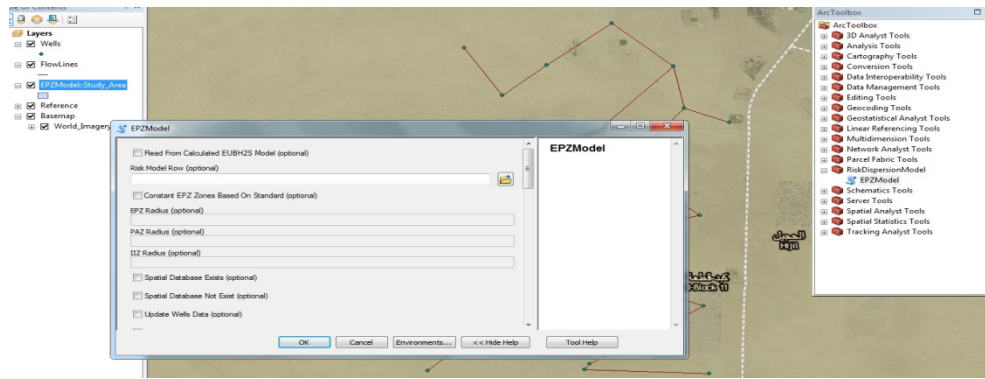 Layers
Wells
FlowLines
EPZModel::Study_Area
Reference
Basemap
World_Imagery
EPZModel
Read From Calculated EUBH2S Model (optional)
Risk Model Row (optional)
Constant EPZ Zones Based On Standard (optional)
EPZ Radius (optional)
PAZ Radius (optional)
IIZ Radius (optional)
Spatial Database Exists (optional)
Spatial Database Not Exist (optional)
Update Wells Data (optional)
OK
Cancel
Environments...
<< Hide Help
EPZModel
Tool Help
الحجيل
Hijil
ArcToolbox
ArcToolbox
3D Analyst Tools
Analysis Tools
Cartography Tools
Conversion Tools
Data Interoperability Tools
Data Management Tools
Editing Tools
Geocoding Tools
Geostatistical Analyst Tools
Linear Referencing Tools
Multidimension Tools
Network Analyst Tools
Parcel Fabric Tools
RiskDispersionModel
EPZModel
Schematics Tools
Server Tools
Spatial Analyst Tools
Spatial Statistics Tools
Tracking Analyst Tools